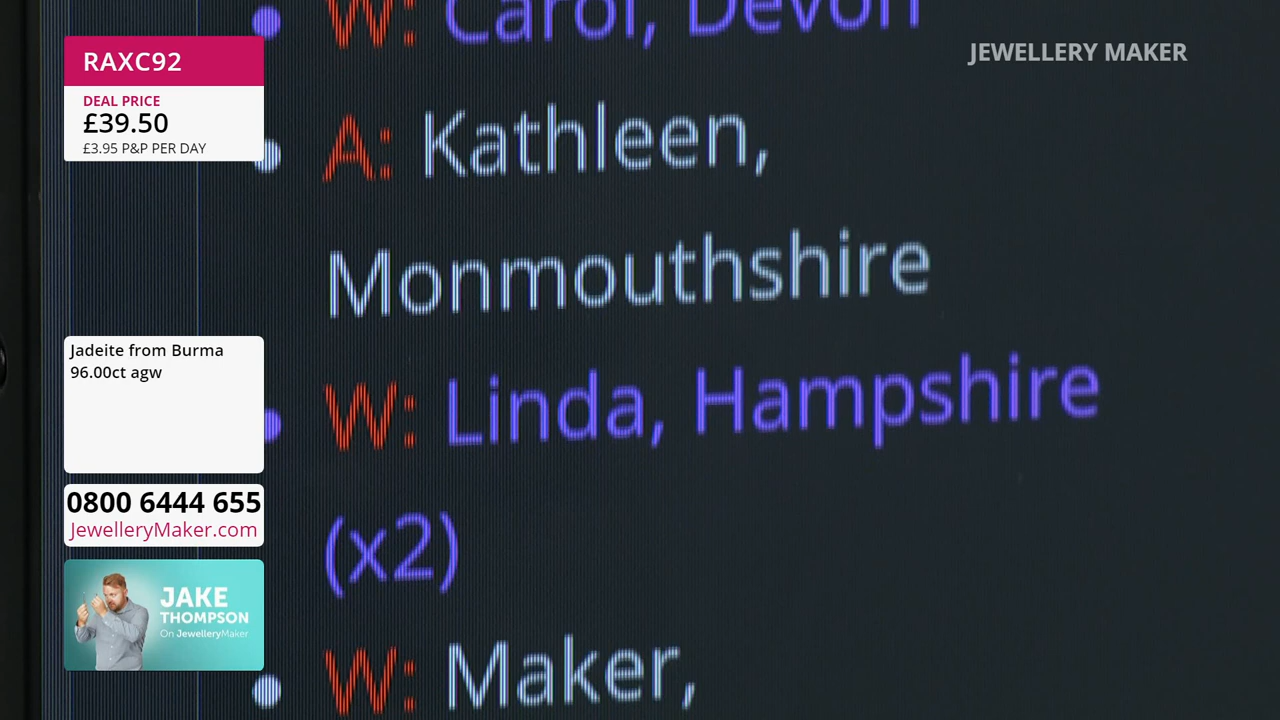 W: Carol, Devon
RAXC92
JEWELLERY MAKER
DEAL PRICE
£39.50
£3.95 P&P PER DAY
A: Kathleen,
Monmouthshire
Jadeite from Burma
96.00ct agw
W: Linda, Hampshire
(x2)
0800 6444 655
JewelleryMaker.com
JAKE
THOMPSON
On JewelleryMaker
W: Maker,